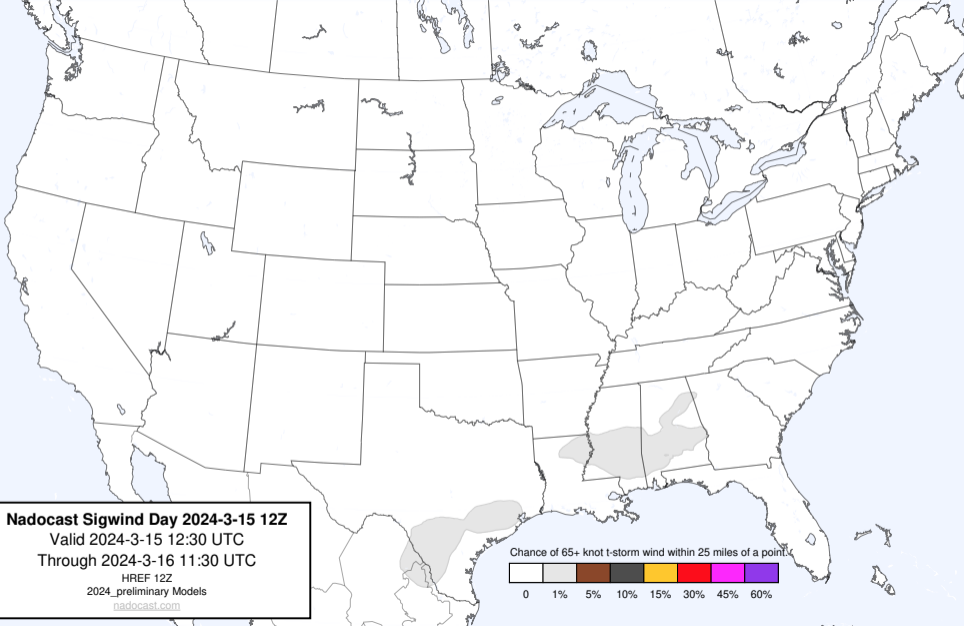 Nadocast Sigwind Day 2024-3-15 12Z
Valid 2024-3-15 12:30 UTC
Through 2024-3-16 11:30 UTC
HREF 12Z
2024_preliminary Models
nadocast.com
Chance of 65+ knot t-storm wind within 25 miles of a point.
0 1% 5% 10% 15% 30% 45% 60%